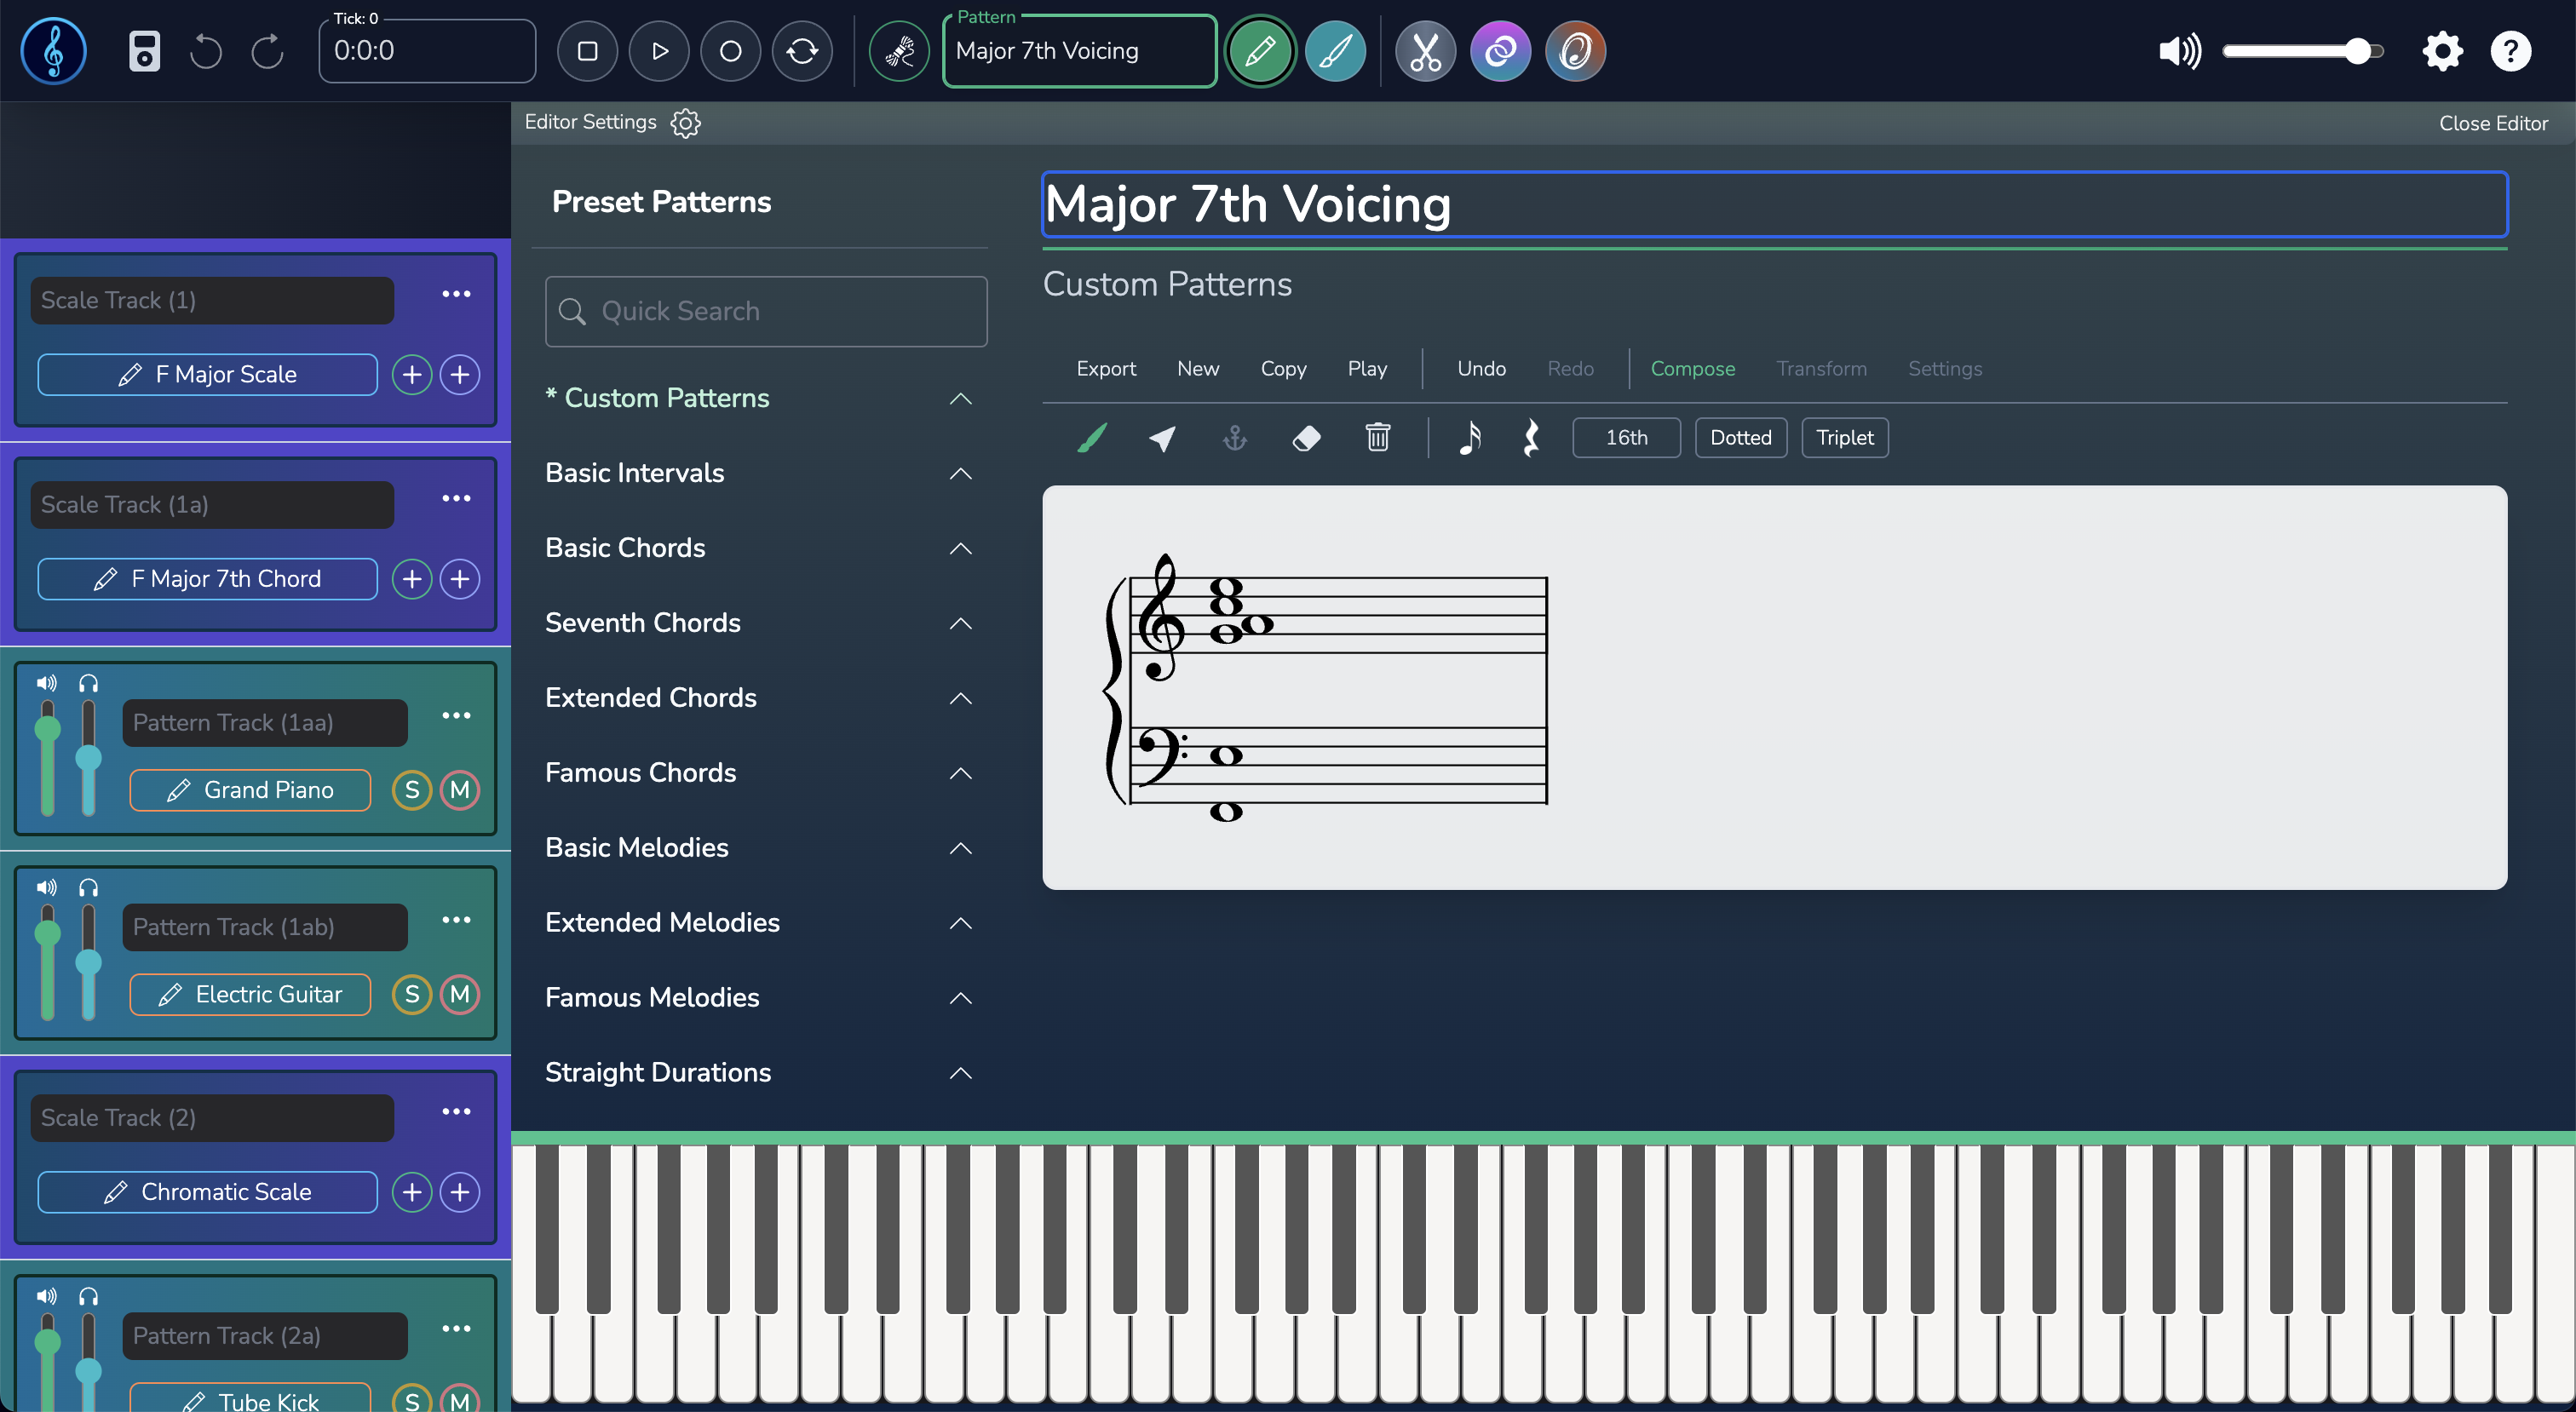 Tick: 0
0:0:0
Pattern
Major 7th Voicing
Editor Settings
Close Editor
Scale Track (1)
F Major Scale
Scale Track (1a)
F Major 7th Chord
Pattern Track (1aa)
Grand Piano
S
M
Pattern Track (1ab)
Electric Guitar
S
M
Scale Track (2)
Chromatic Scale
Pattern Track (2a)
Tube Kick
S
M
Preset Patterns
Quick Search
* Custom Patterns
Basic Intervals
Basic Chords
Seventh Chords
Extended Chords
Famous Chords
Basic Melodies
Extended Melodies
Famous Melodies
Straight Durations
Major 7th Voicing
Custom Patterns
Export New Copy Play Undo Redo Compose Transform Settings
16th Dotted Triplet